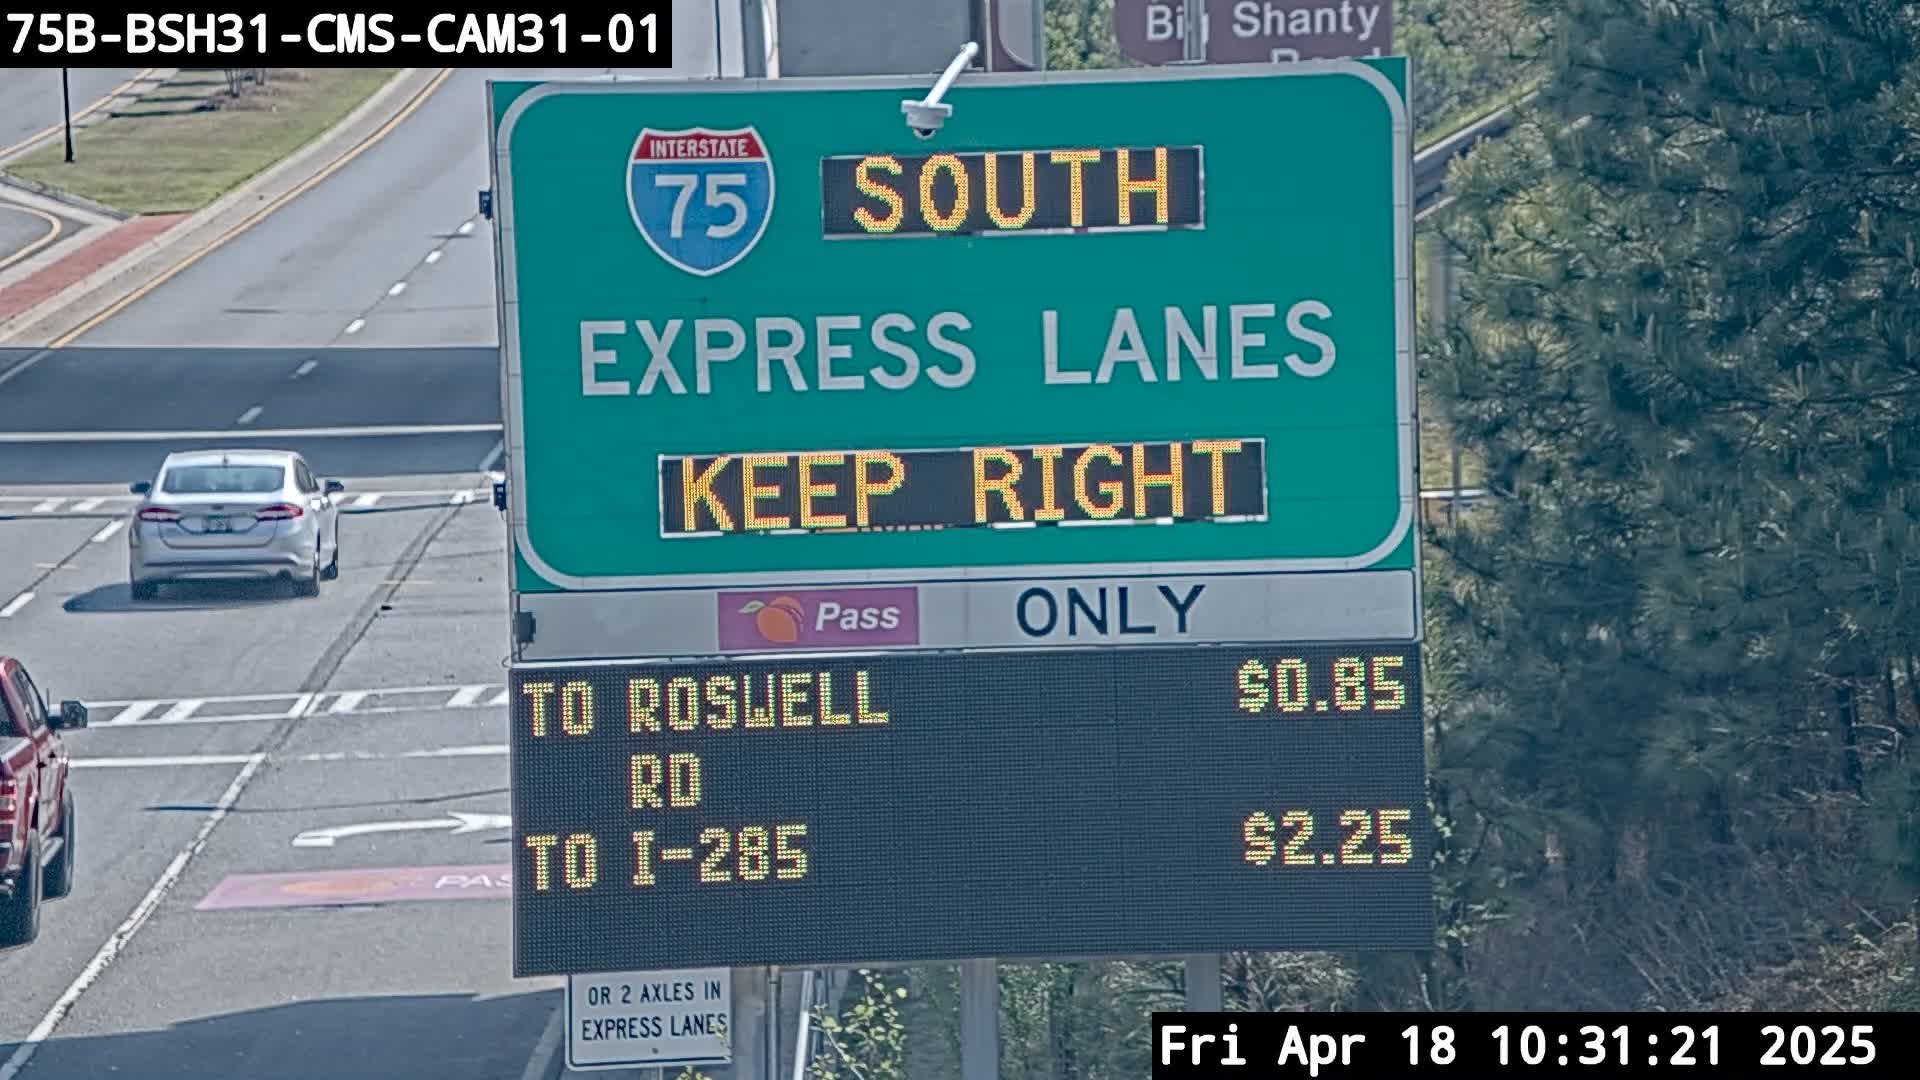 75B-BSH31-CMS-CAM31-01
Big Shanty
Road
INTERSTATE
75
SOUTH
EXPRESS LANES
KEEP RIGHT
Pass ONLY
TO ROSWELL $0.85
RD
TO I-285 $2.25
PAS
OR 2 AXLES IN
EXPRESS LANES
Fri Apr 18 10:31:21 2025